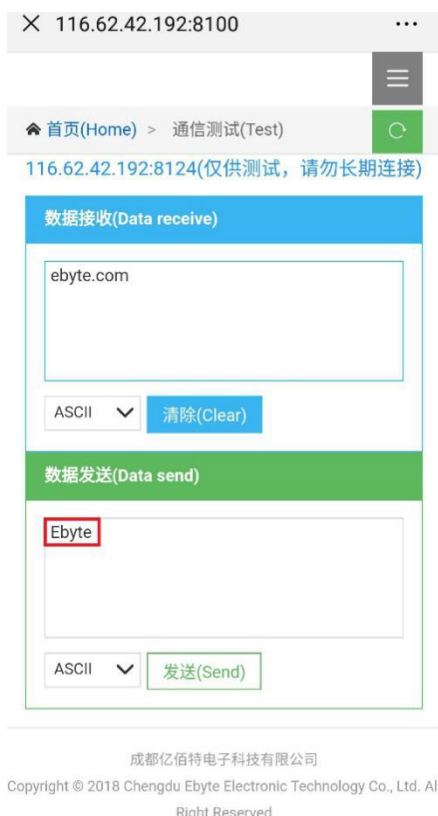 116.62.42.192:8100
首页(Home) > 通信测试(Test)
116.62.42.192:8124(仅供测试，请勿长期连接)
数据接收(Data receive)
ebyte.com
ASCII 清除(Clear)
数据发送(Data send)
Ebyte
ASCII 发送(Send)
成都亿佰特电子科技有限公司
Copyright © 2018 Chengdu Ebyte Electronic Technology Co., Ltd. Al
Right Reserved